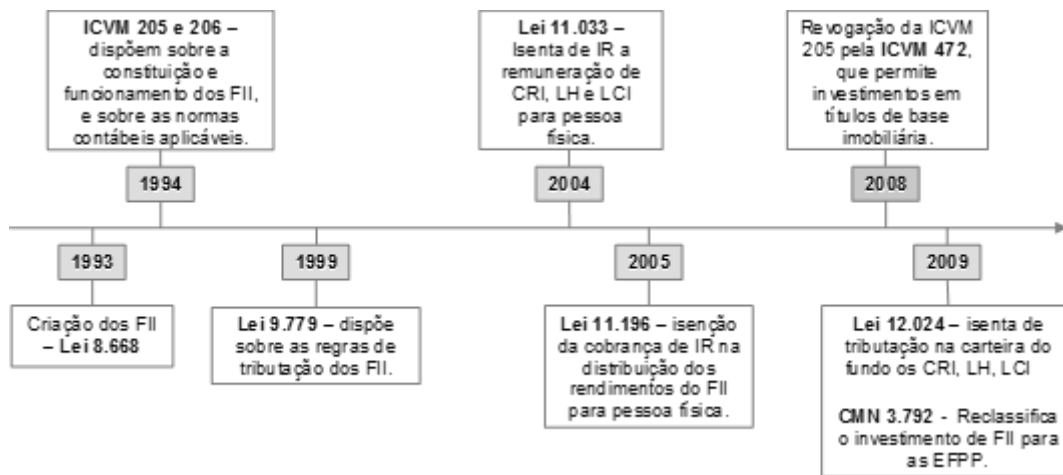 ICVM 205 e 206 –
dispõem sobre a
constituição e
funcionamento dos FII,
e sobre as normas
contábeis aplicáveis.
Lei 11.033 –
Isenta de IR a
remuneração de
CRI, LH e LCI
para pessoa
física.
Revogação da ICVM
205 pela ICVM 472,
que permite
investimentos em
títulos de base
imobiliária.
1994
2004
2008
1993
1999
2005
2009
Criação dos FII
– Lei 8.668
Lei 9.779 – dispõe
sobre as regras de
tributação dos FII.
Lei 11.196 – isenção
da cobrança de IR na
distribuição dos
rendimentos do FII
para pessoa física.
Lei 12.024 – isenta de
tributação na carteira do
fundo os CRI, LH, LCI
CMN 3.792 - Reclassifica
o investimento de FII para
as EFPP.